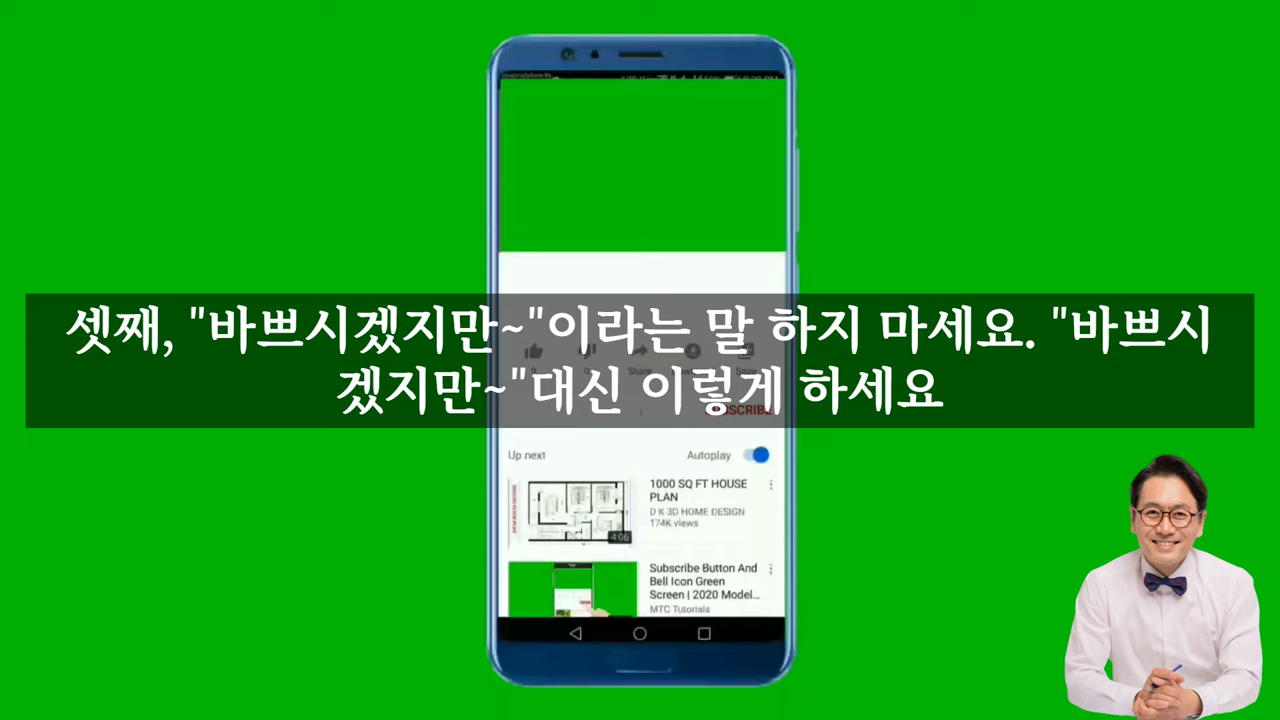 셋째, "바쁘시겠지만~"이라는 말 하지 마세요. "바쁘시
겠지만~"대신 이렇게 하세요
Share
SUBSCRIBE
Up next
Autoplay
1000 SQ FT HOUSE
PLAN
D K 3D HOME DESIGN
174K views
4:06
Subscribe Button And
Bell Icon Green
Screen | 2020 Model...
MTC Tutorials